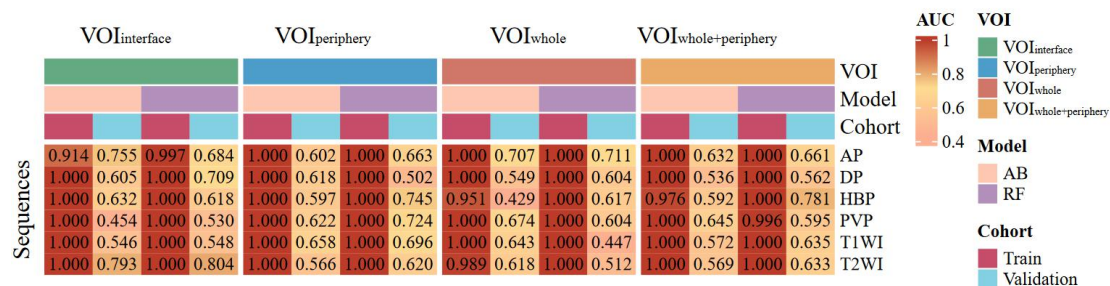 VOIinterface VOIperiphery VOIwhole VOIwhole+periphery
VOI
Model
Cohort
Sequences
0.914 0.755 0.997 0.684 1.000 0.602 1.000 0.663 1.000 0.707 1.000 0.711 1.000 0.632 1.000 0.661 AP
1.000 0.605 1.000 0.709 1.000 0.618 1.000 0.502 1.000 0.549 1.000 0.604 1.000 0.536 1.000 0.562 DP
1.000 0.632 1.000 0.618 1.000 0.597 1.000 0.745 0.951 0.429 1.000 0.617 0.976 0.592 1.000 0.781 HBP
1.000 0.454 1.000 0.530 1.000 0.622 1.000 0.724 1.000 0.674 1.000 0.604 1.000 0.645 0.996 0.595 PVP
1.000 0.546 1.000 0.548 1.000 0.658 1.000 0.696 1.000 0.643 1.000 0.447 1.000 0.572 1.000 0.635 T1WI
1.000 0.793 1.000 0.804 1.000 0.566 1.000 0.620 0.989 0.618 1.000 0.512 1.000 0.569 1.000 0.633 T2WI
AUC
1
0.8
0.6
0.4
VOI
VOIinterface
VOIperiphery
VOIwhole
VOIwhole+periphery
Model
AB
RF
Cohort
Train
Validation